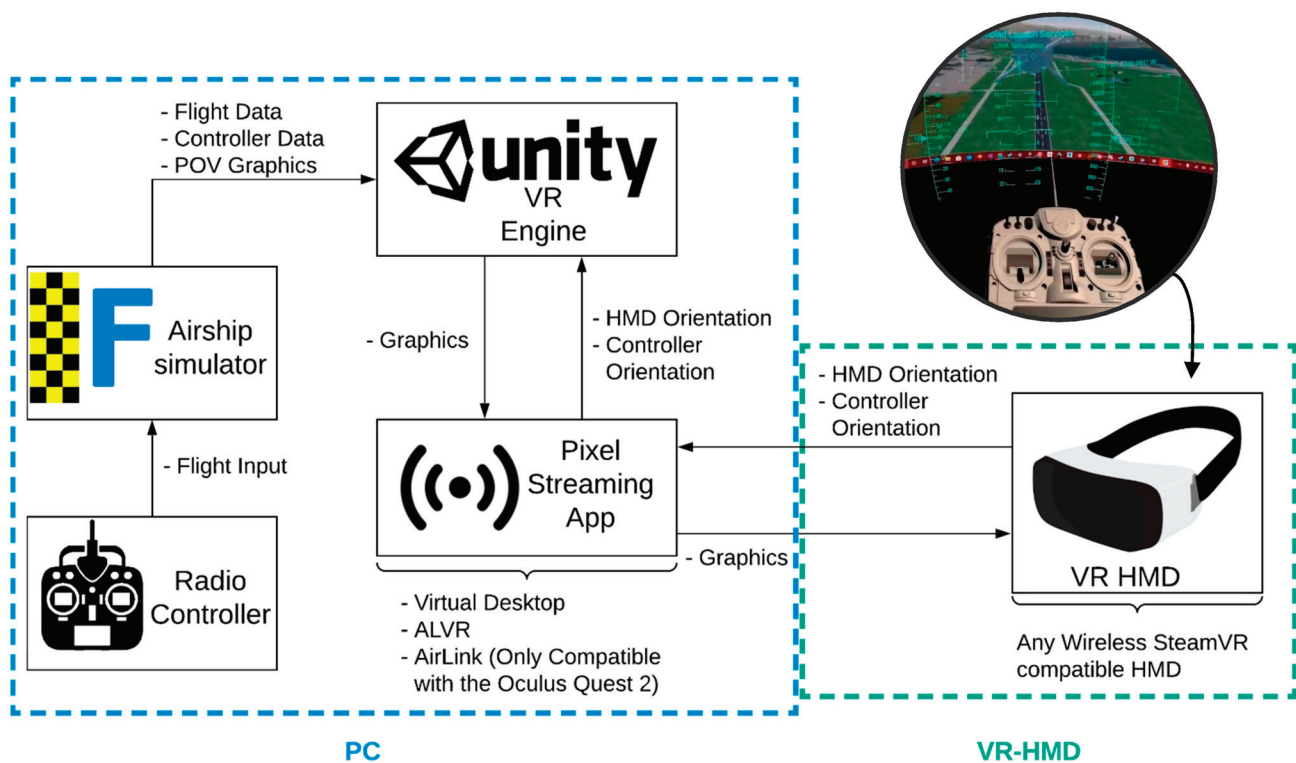 - Flight Data
- Controller Data
- POV Graphics
unity
VR
Engine
F
Airship
simulator
- Graphics
- HMD Orientation
- Controller
Orientation
- HMD Orientation
- Controller
Orientation
- Flight Input
Pixel
Streaming
App
- Graphics
VR HMD
Radio
Controller
- Virtual Desktop
- ALVR
- AirLink (Only Compatible
with the Oculus Quest 2)
Any Wireless SteamVR
compatible HMD
PC
VR-HMD
Launch Services